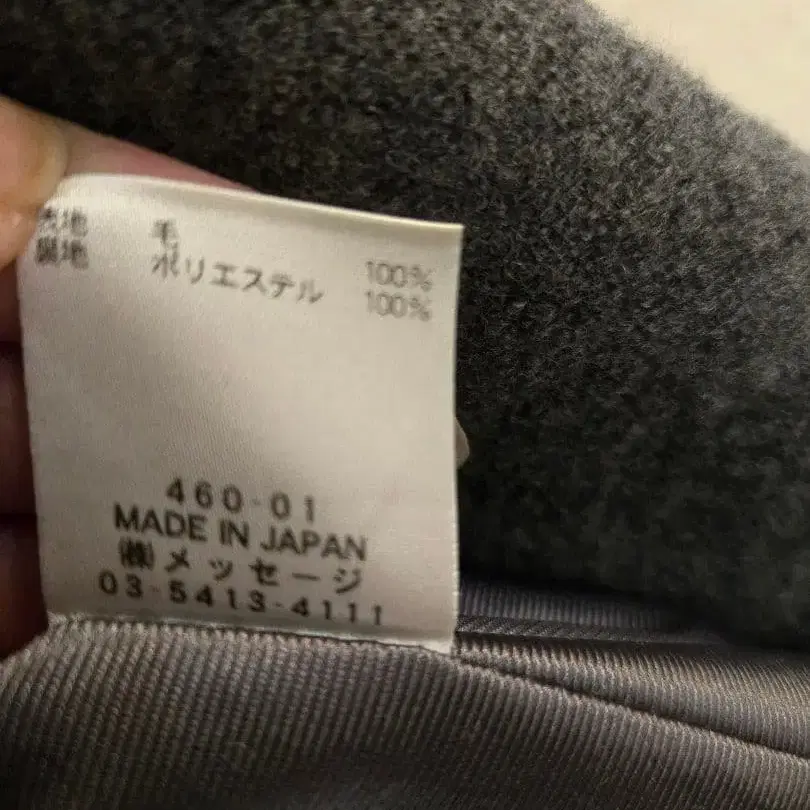 表地 毛 100%
裏地 ポリエステル 100%
460-01
MADE IN JAPAN
㈱メッセージ
03-5413-4111